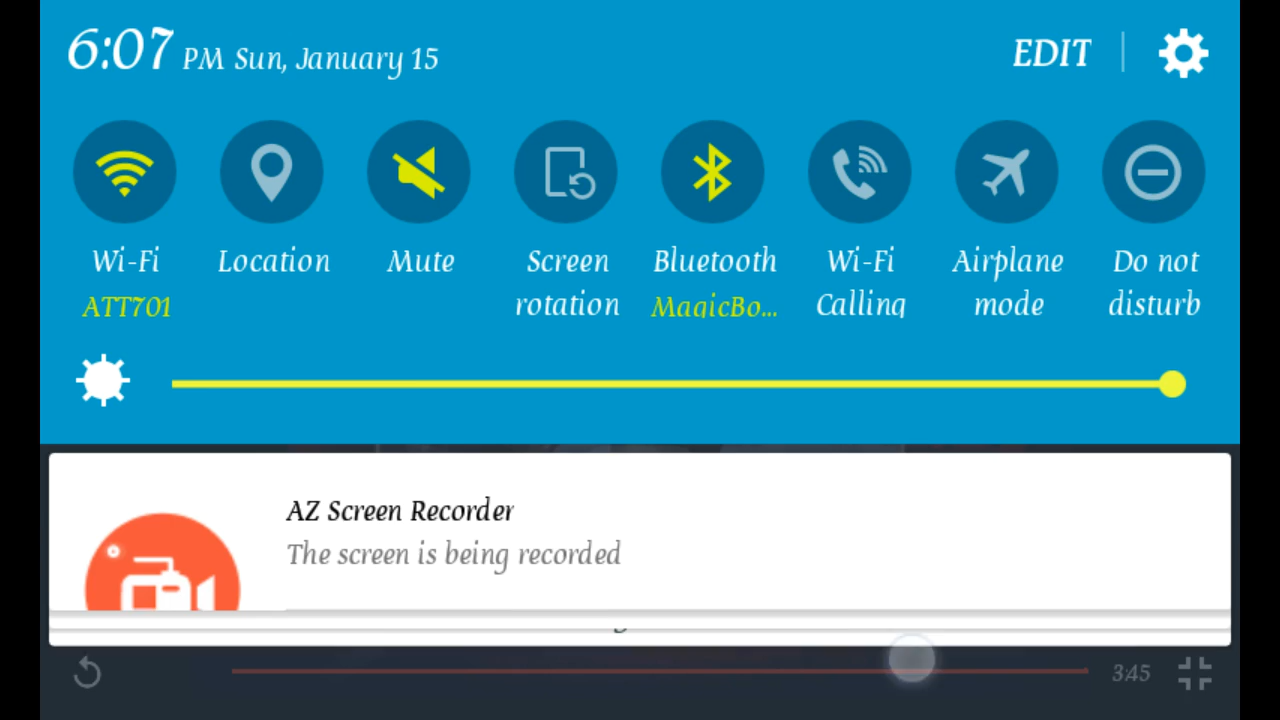 6:07 PM Sun, January 15 EDIT
Wi-Fi Location Mute Screen rotation Bluetooth Wi-Fi Calling Airplane mode Do not disturb
ATT701 MagicBo...
AZ Screen Recorder
The screen is being recorded
3:45